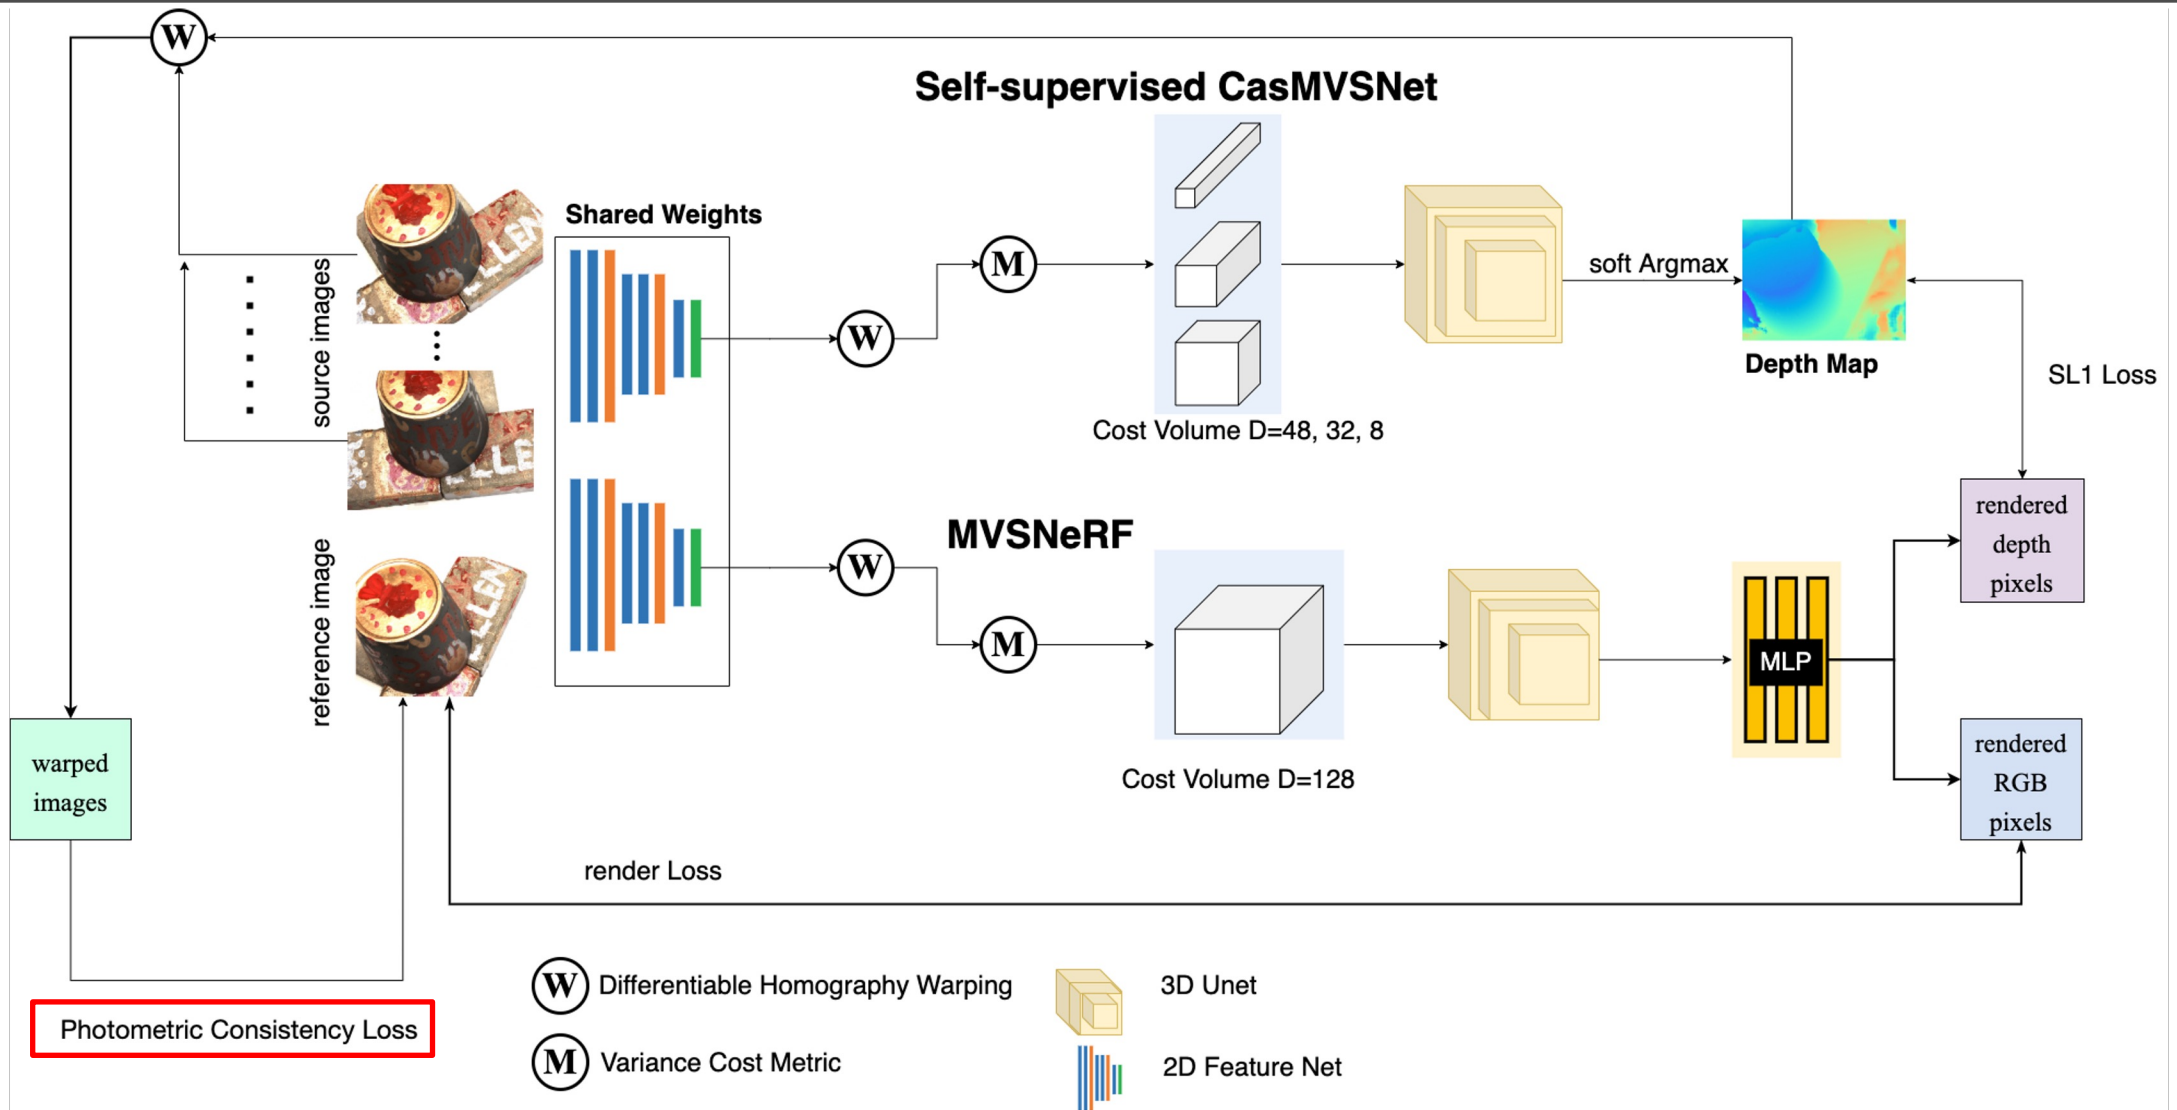 W
Self-supervised CasMVSNet
Shared Weights
source images
W
M
Cost Volume D=48, 32, 8
soft Argmax
Depth Map
SL1 Loss
reference image
W
MVSNeRF
M
Cost Volume D=128
MLP
rendered
depth
pixels
rendered
RGB
pixels
warped
images
render Loss
Photometric Consistency Loss
W Differentiable Homography Warping
3D Unet
M Variance Cost Metric
2D Feature Net